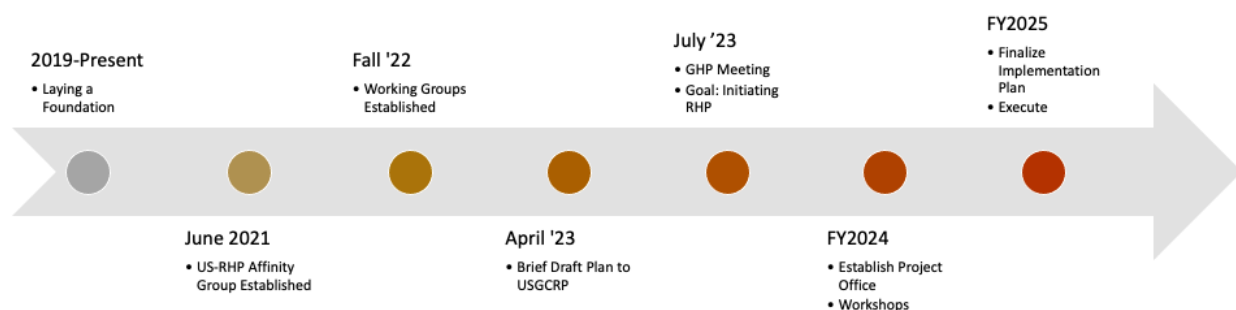 2019-Present
• Laying a
Foundation
June 2021
• US-RHP Affinity
Group Established
Fall '22
• Working Groups
Established
April '23
• Brief Draft Plan to
USGCRP
July ’23
• GHP Meeting
• Goal: Initiating
RHP
FY2024
• Establish Project
Office
• Workshops
FY2025
• Finalize
Implementation
Plan
• Execute